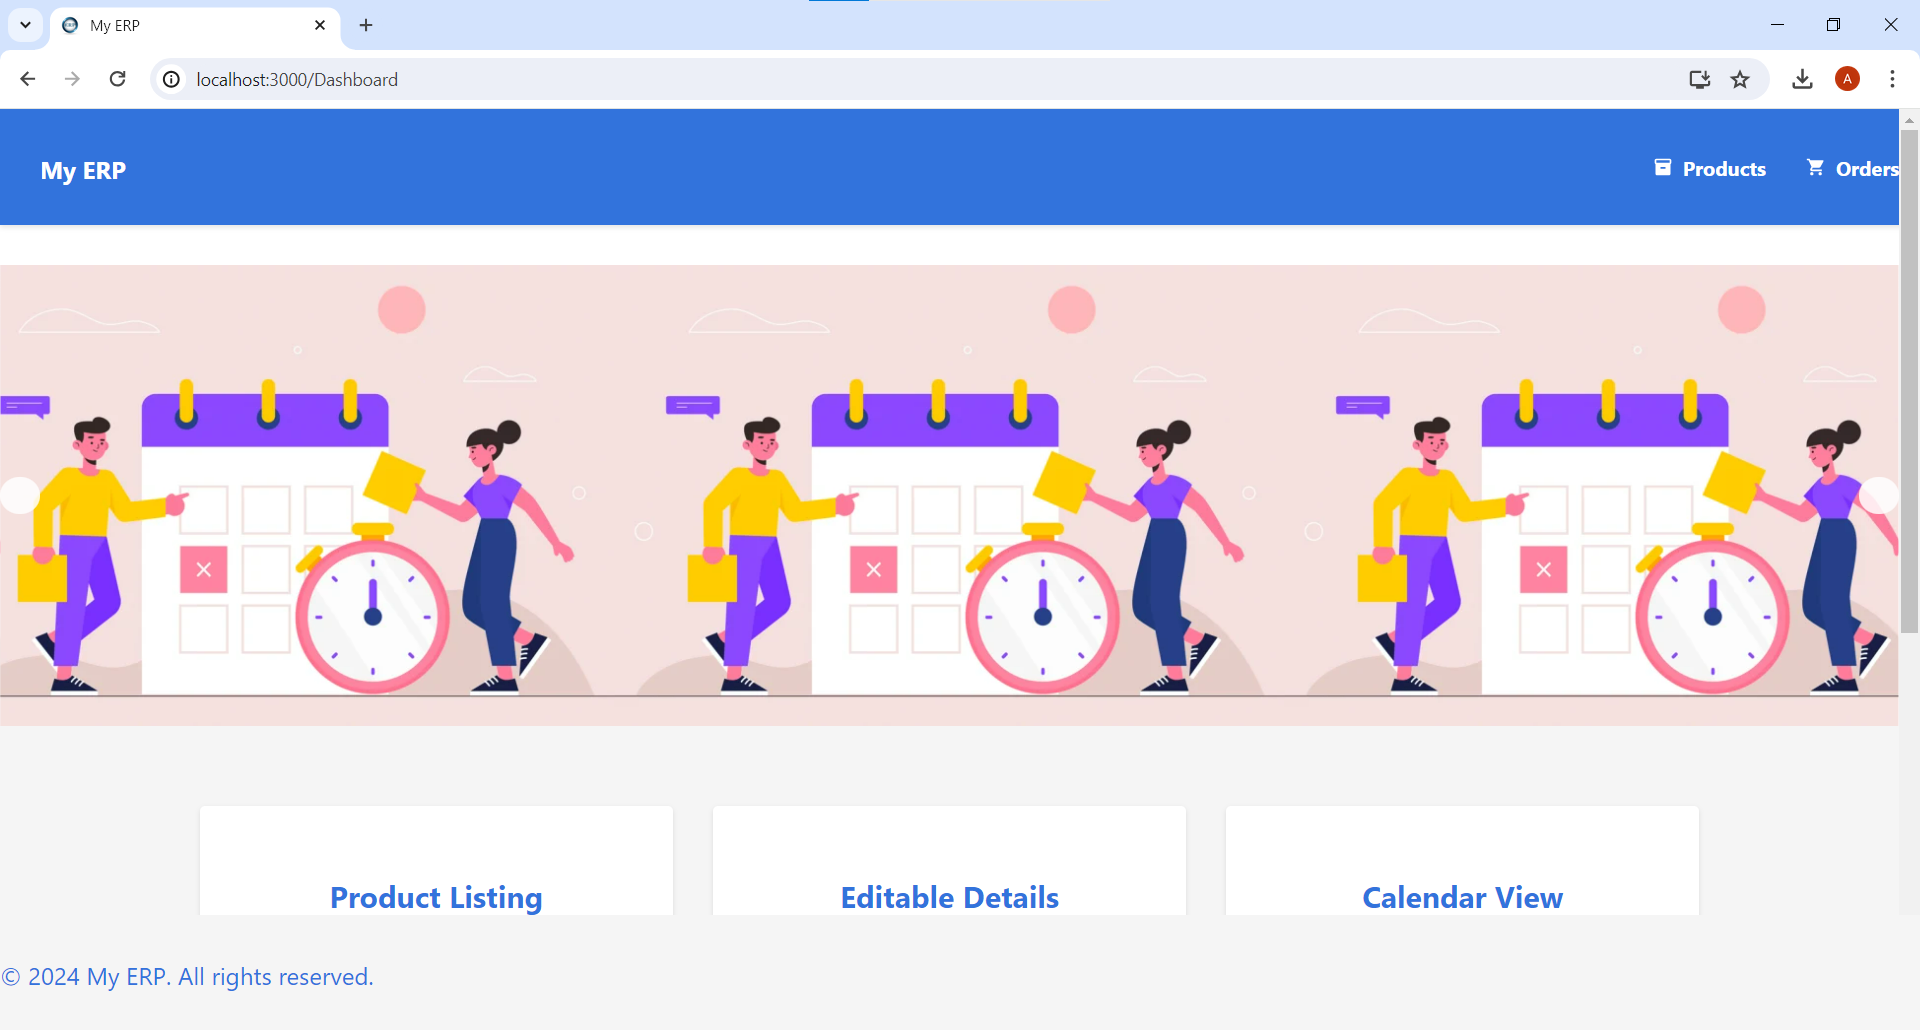 My ERP
localhost:3000/Dashboard
A
My ERP
Products
Orders
Product Listing
Editable Details
Calendar View
© 2024 My ERP. All rights reserved.